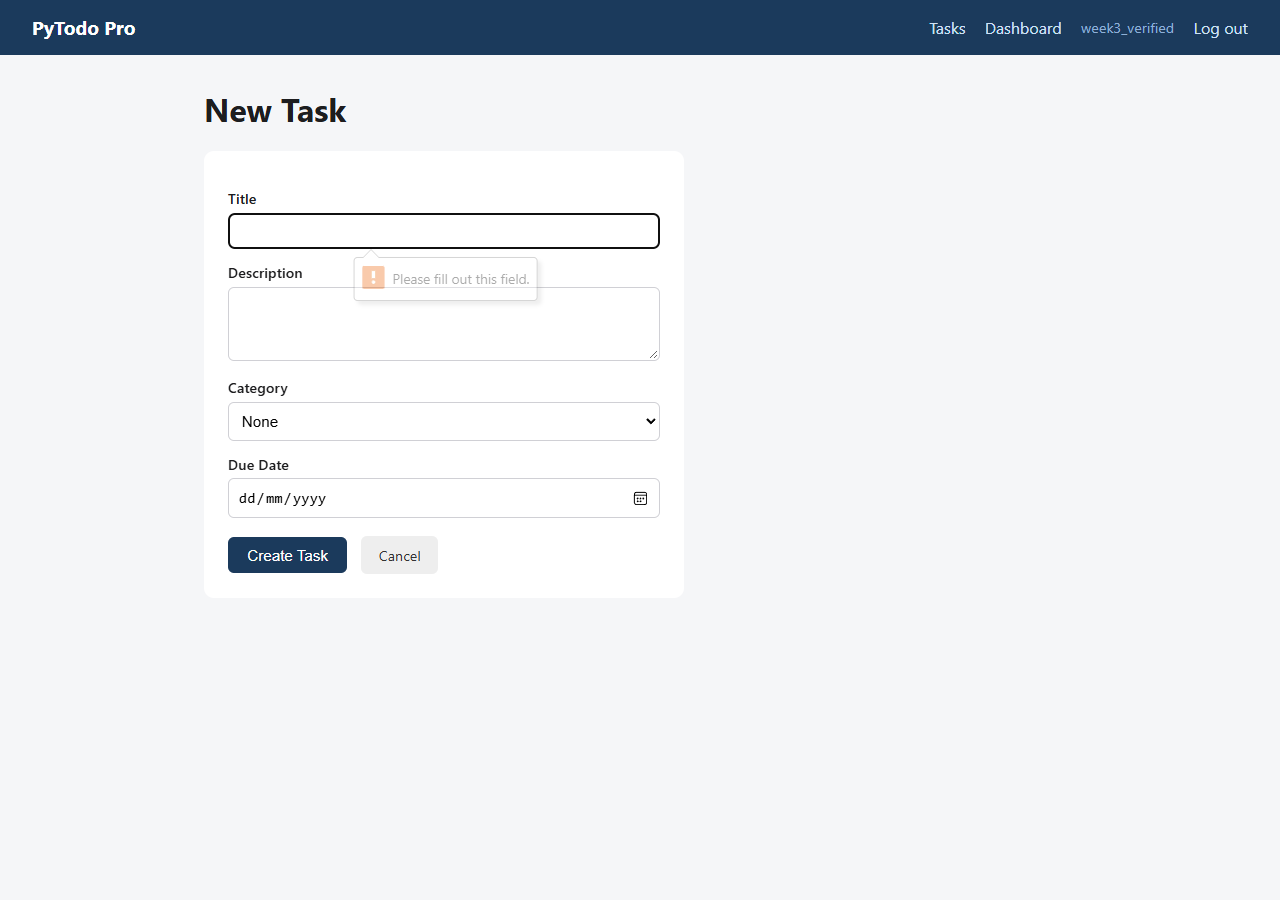 PyTodo Pro
Tasks Dashboard week3_verified Log out
New Task
Title
Please fill out this field.
Description
Category
None
Due Date
dd/mm/yyyy
Create Task Cancel